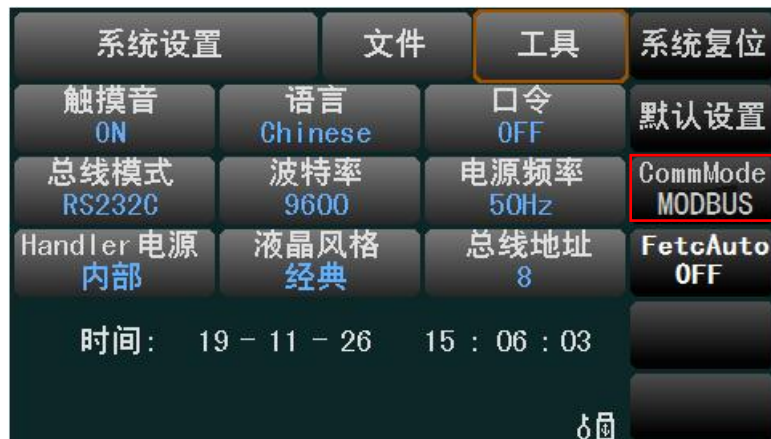 系统设置 文件 工具 系统复位
触摸音 语言 口令 默认设置
ON Chinese OFF
总线模式 波特率 电源频率 CommMode
RS232C 9600 50Hz MODBUS
Handler电源 液晶风格 总线地址 FetcAuto
内部 经典 8 OFF
时间: 19-11-26 15:06:03